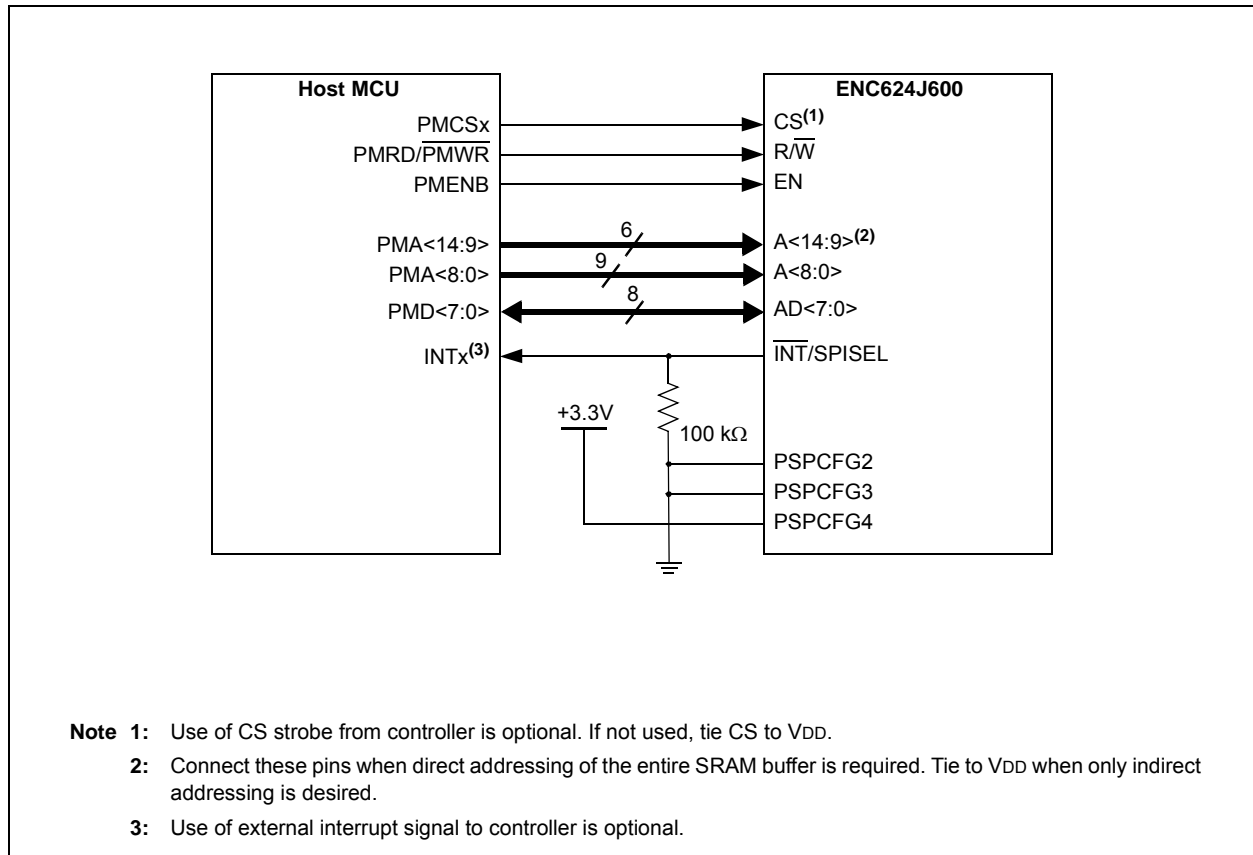 Host MCU
ENC624J600
PMCSx
CS(1)
PMRD/PMWR
R/W
PMENB
EN
PMA<14:9>
6
A<14:9>(2)
PMA<8:0>
9
A<8:0>
PMD<7:0>
8
AD<7:0>
INTx(3)
INT/SPISEL
+3.3V
100 kΩ
PSPCFG2
PSPCFG3
PSPCFG4
Note 1: Use of CS strobe from controller is optional. If not used, tie CS to VDD.
2: Connect these pins when direct addressing of the entire SRAM buffer is required. Tie to VDD when only indirect
addressing is desired.
3: Use of external interrupt signal to controller is optional.